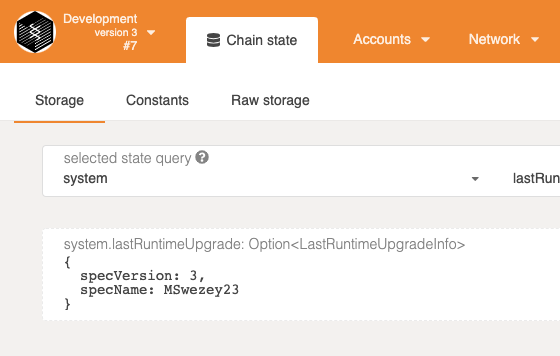 Development
version 3
#7
Chain state
Accounts
Network
Storage
Constants
Raw storage
selected state query
system
lastRun
system.lastRuntimeUpgrade: Option<LastRuntimeUpgradeInfo>
{
specVersion: 3,
specName: MSwezey23
}